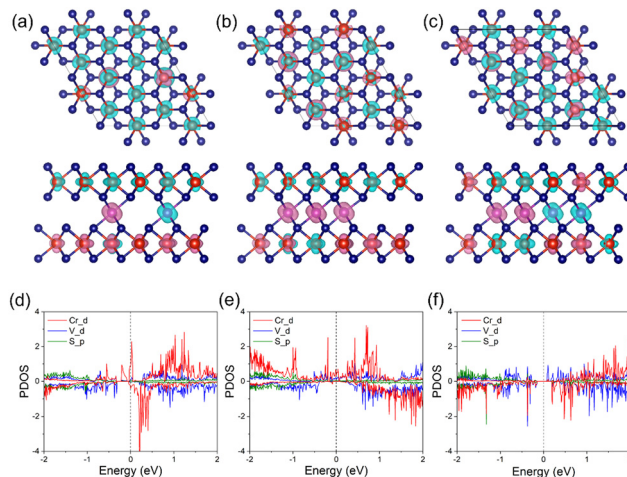 (a) (b) (c)
(d) (e) (f)
4 Cr_d
V_d
2 S_p
0
-2
-4
-2 -1 0 1 2
Energy (eV)
PDOS
4 Cr_d
V_d
2 S_p
0
-2
-4
-2 -1 0 1 2
Energy (eV)
PDOS
4 Cr_d
V_d
2 S_p
0
-2
-4
-2 -1 0 1 2
Energy (eV)
PDOS